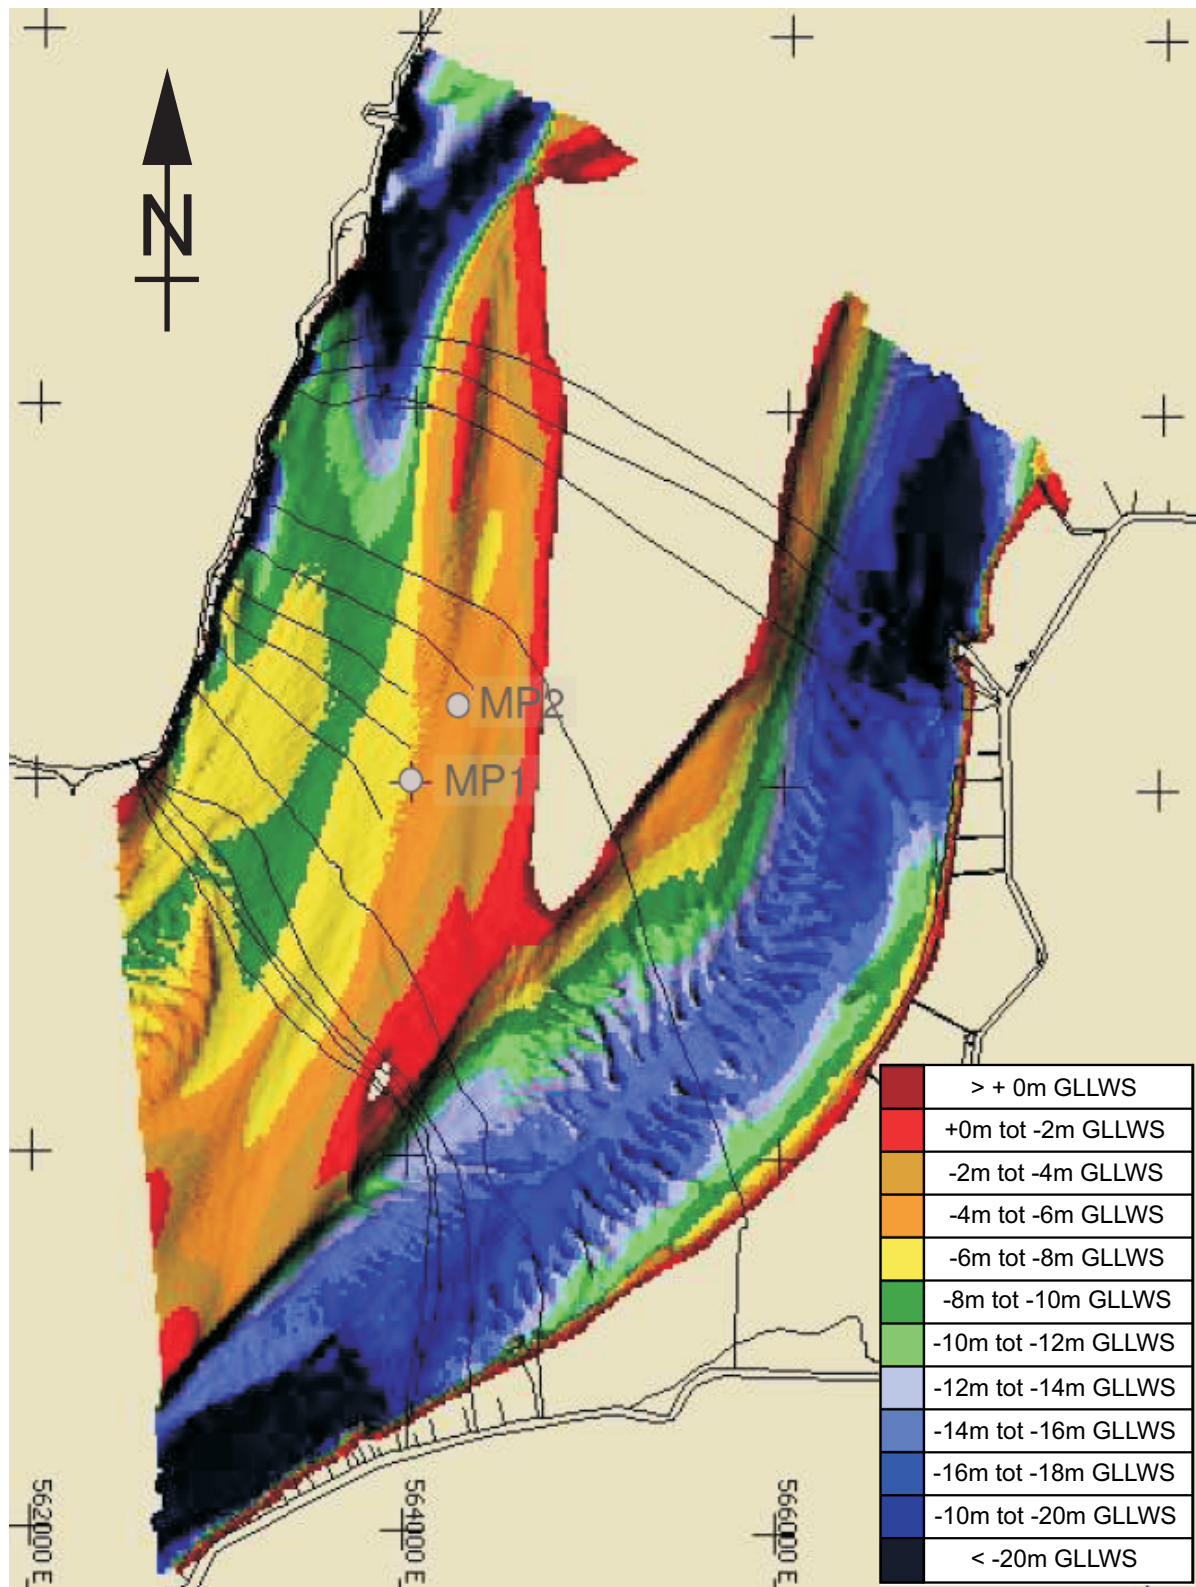 N
MP2
MP1
> + 0m GLLWS
+0m tot -2m GLLWS
-2m tot -4m GLLWS
-4m tot -6m GLLWS
-6m tot -8m GLLWS
-8m tot -10m GLLWS
-10m tot -12m GLLWS
-12m tot -14m GLLWS
-14m tot -16m GLLWS
-16m tot -18m GLLWS
-10m tot -20m GLLWS
< -20m GLLWS
562000 E
564000 E
566000 E